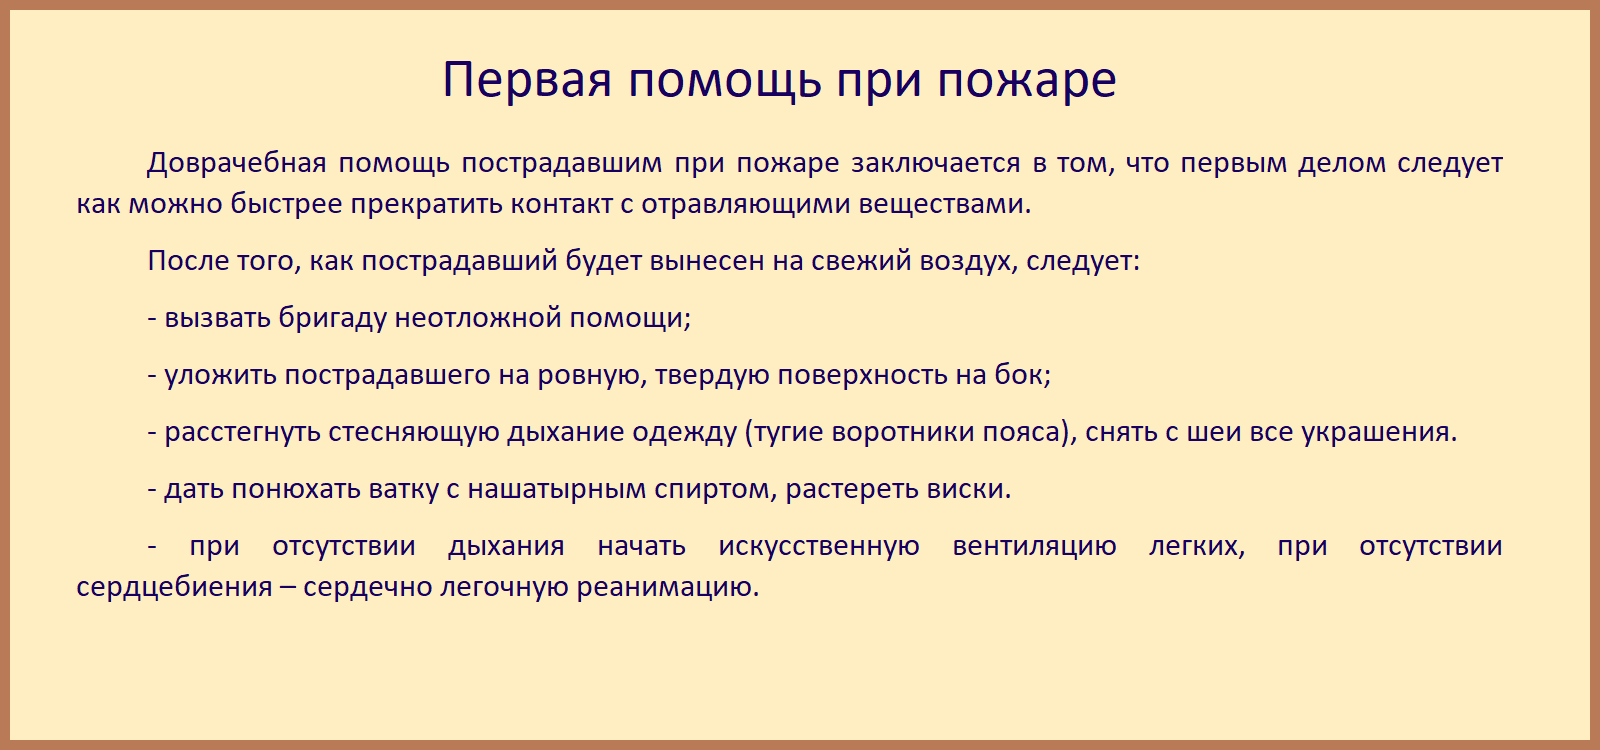 Первая помощь при пожаре
Доврачебная помощь пострадавшим при пожаре заключается в том, что первым делом следует
как можно быстрее прекратить контакт с отравляющими веществами.
После того, как пострадавший будет вынесен на свежий воздух, следует:
- вызвать бригаду неотложной помощи;
- уложить пострадавшего на ровную, твердую поверхность на бок;
- расстегнуть стесняющую дыхание одежду (тугие воротники пояса), снять с шеи все украшения.
- дать понюхать ватку с нашатырным спиртом, растереть виски.
- при отсутствии дыхания начать искусственную вентиляцию легких, при отсутствии
сердцебиения – сердечно легочную реанимацию.